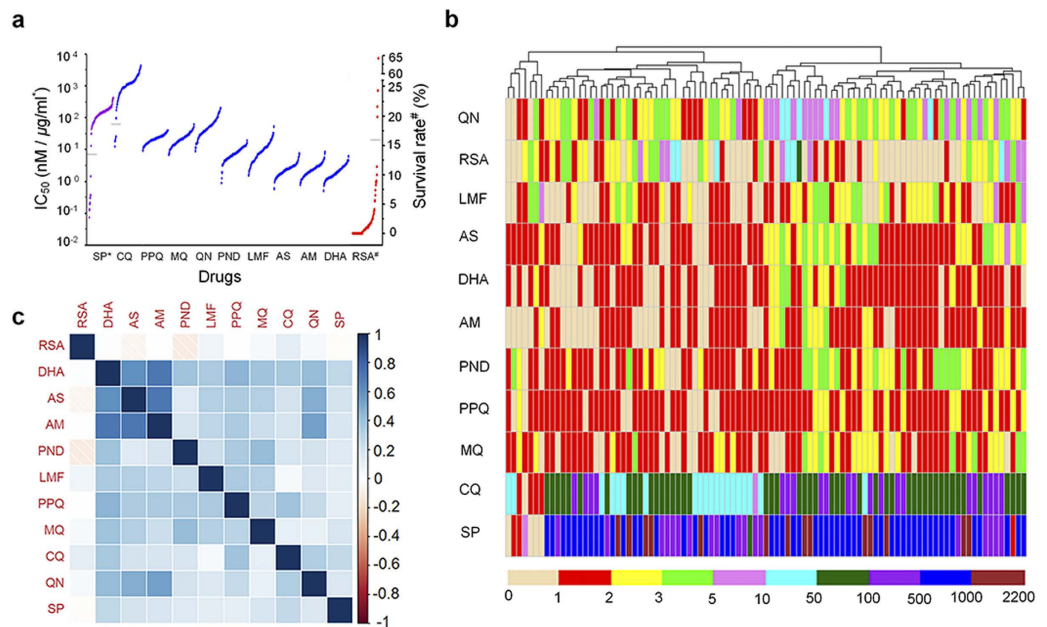 a
IC50 (nM / µg/ml*)
10^4
10^3
10^2
10^1
10^0
10^-1
10^-2
65
60
25
20
15
10
5
0
Survival rate# (%)
SP* CQ PPQ MQ QN PND LMF AS AM DHA RSA#
Drugs
b
QN
RSA
LMF
AS
DHA
AM
PND
PPQ
MQ
CQ
SP
0 1 2 3 5 10 50 100 500 1000 2200
c
RSA DHA AS AM PND LMF PPQ MQ CQ QN SP
RSA
DHA
AS
AM
PND
LMF
PPQ
MQ
CQ
QN
SP
1
0.8
0.6
0.4
0.2
0
-0.2
-0.4
-0.6
-0.8
-1